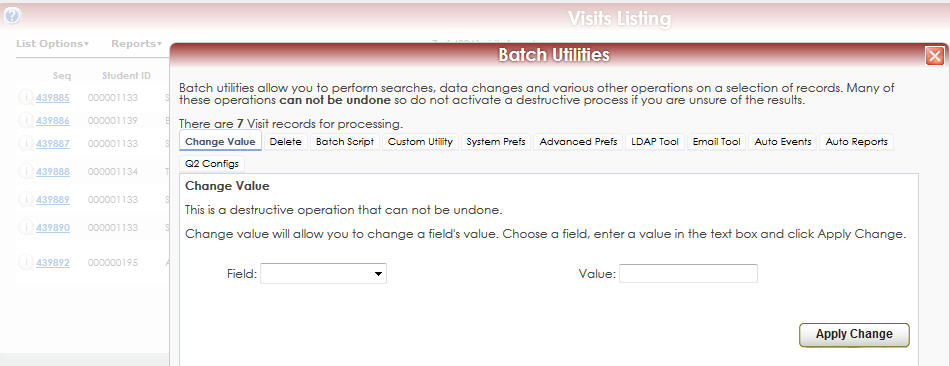 ?
Visits Listing
List Options▾ Reports▾
Batch Utilities
X
Seq Student ID
Batch utilities allow you to perform searches, data changes and various other operations on a selection of records. Many of
these operations can not be undone so do not activate a destructive process if you are unsure of the results.
439885 000001133 S
439886 000001139 E
There are 7 Visit records for processing.
439887 000001133 S
Change Value Delete Batch Script Custom Utility System Prefs Advanced Prefs LDAP Tool Email Tool Auto Events Auto Reports
Q2 Configs
439888 000001134 T
Change Value
439889 000001133 S
This is a destructive operation that can not be undone.
439890 000001133 S
Change value will allow you to change a field's value. Choose a field, enter a value in the text box and click Apply Change.
439892 000000195 A
Field: Value:
Apply Change